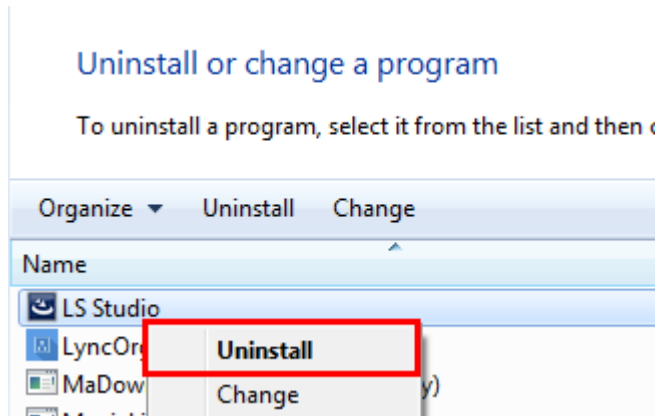 Uninstall or change a program
To uninstall a program, select it from the list and then
Organize Uninstall Change
Name
LS Studio
Uninstall
MaDow y)
Change